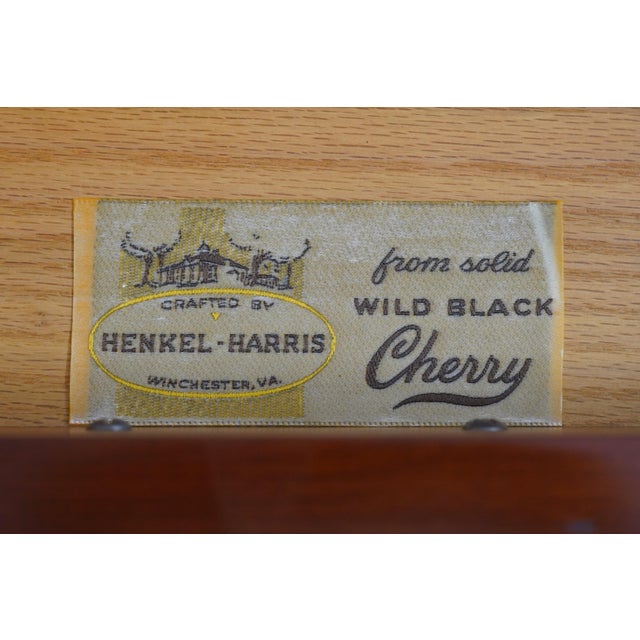 CRAFTED BY
HENKEL-HARRIS
WINCHESTER, VA.
from solid
WILD BLACK
Cherry